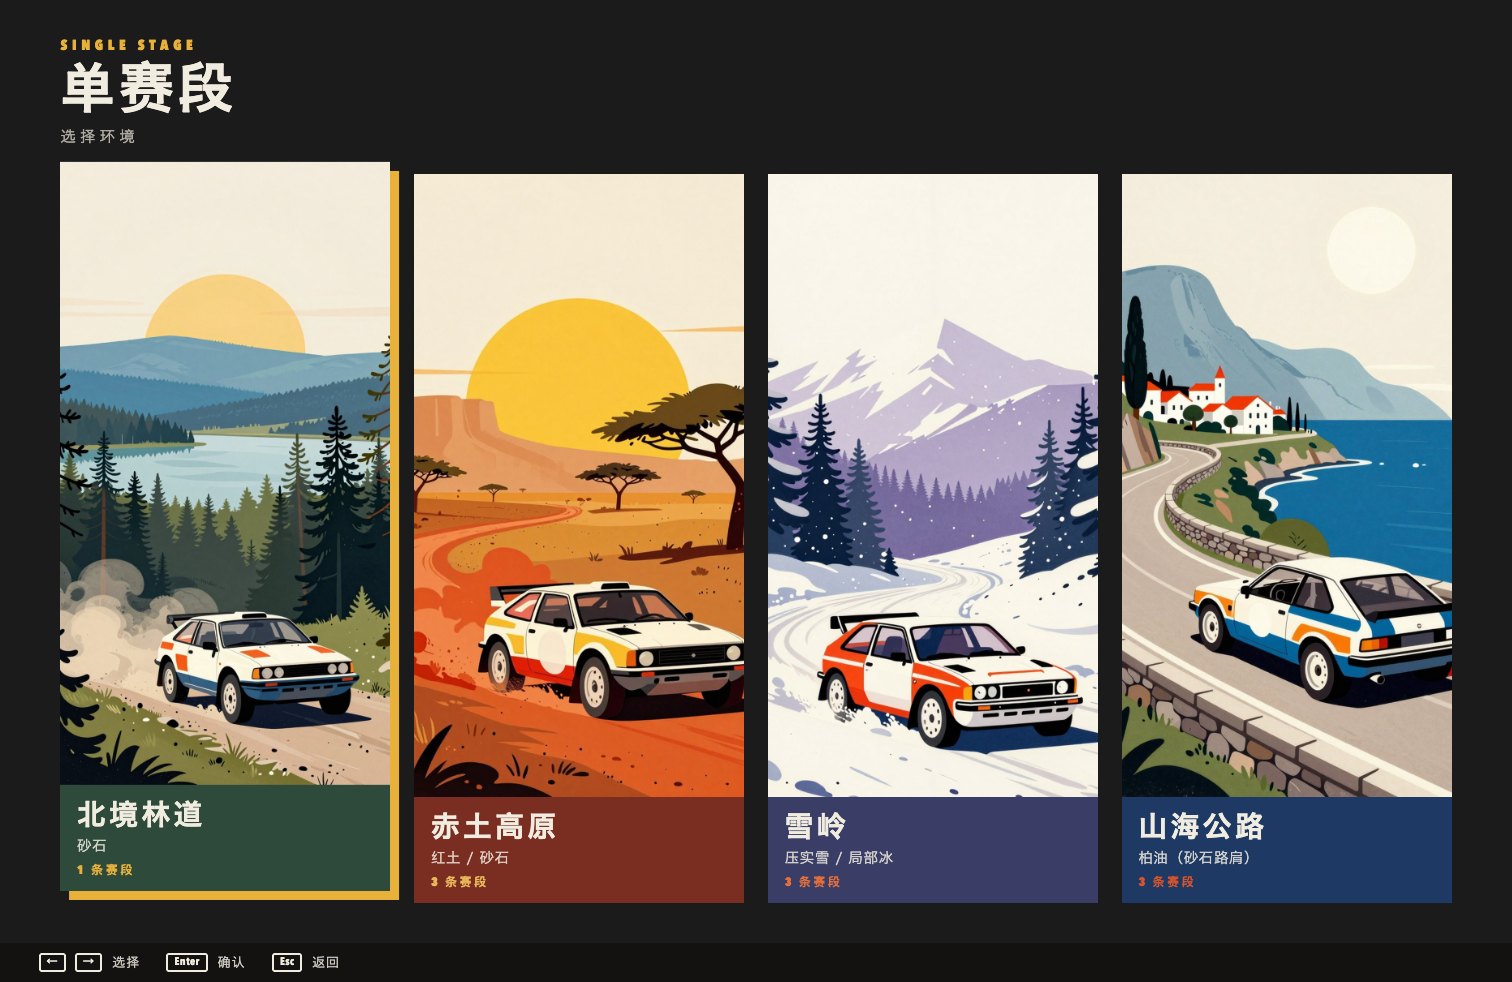 SINGLE STAGE
单赛段
选择环境
北境林道
砂石
1 条赛段
赤土高原
红土 / 砂石
3 条赛段
雪岭
压实雪 / 局部冰
3 条赛段
山海公路
柏油（砂石路肩）
3 条赛段
← → 选择 Enter 确认 Esc 返回